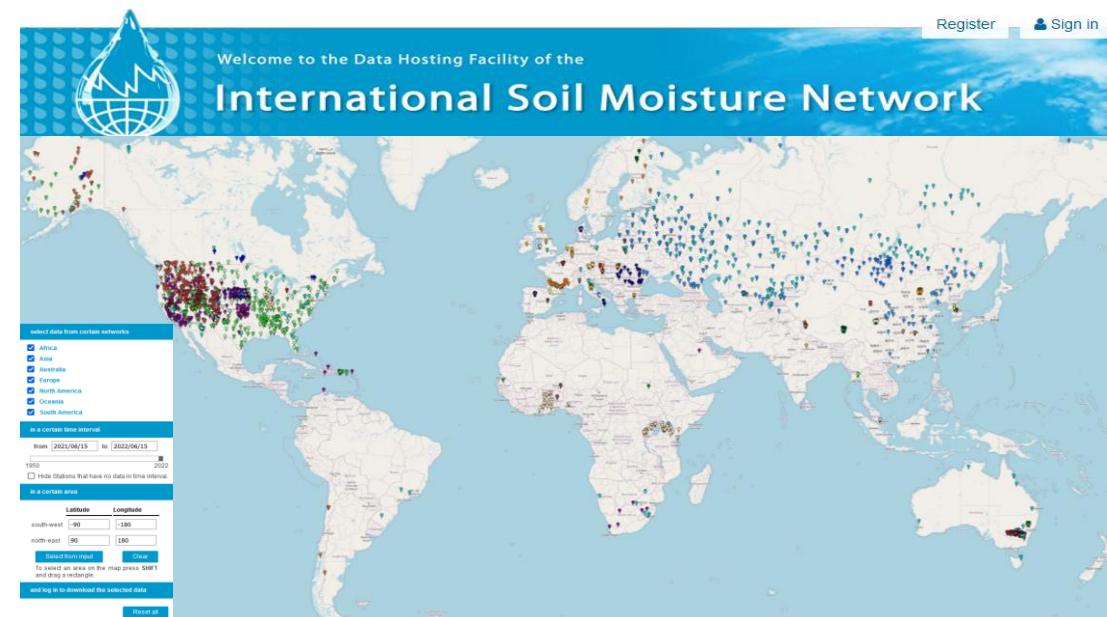 Register
Sign in
Welcome to the Data Hosting Facility of the
International Soil Moisture Network
select data from certain networks
Africa
Asia
Australia
Europe
North America
Oceania
South America
in a certain time interval
from 2021/06/15 to 2022/06/15
1950 2022
Hide Stations that have no data in time interval.
in a certain area
Latitude Longitude
south-west -90 -180
north-east 90 180
Select from input Clear
To select an area on the map press SHIFT
and drag a rectangle.
and log in to download the selected data
Reset all